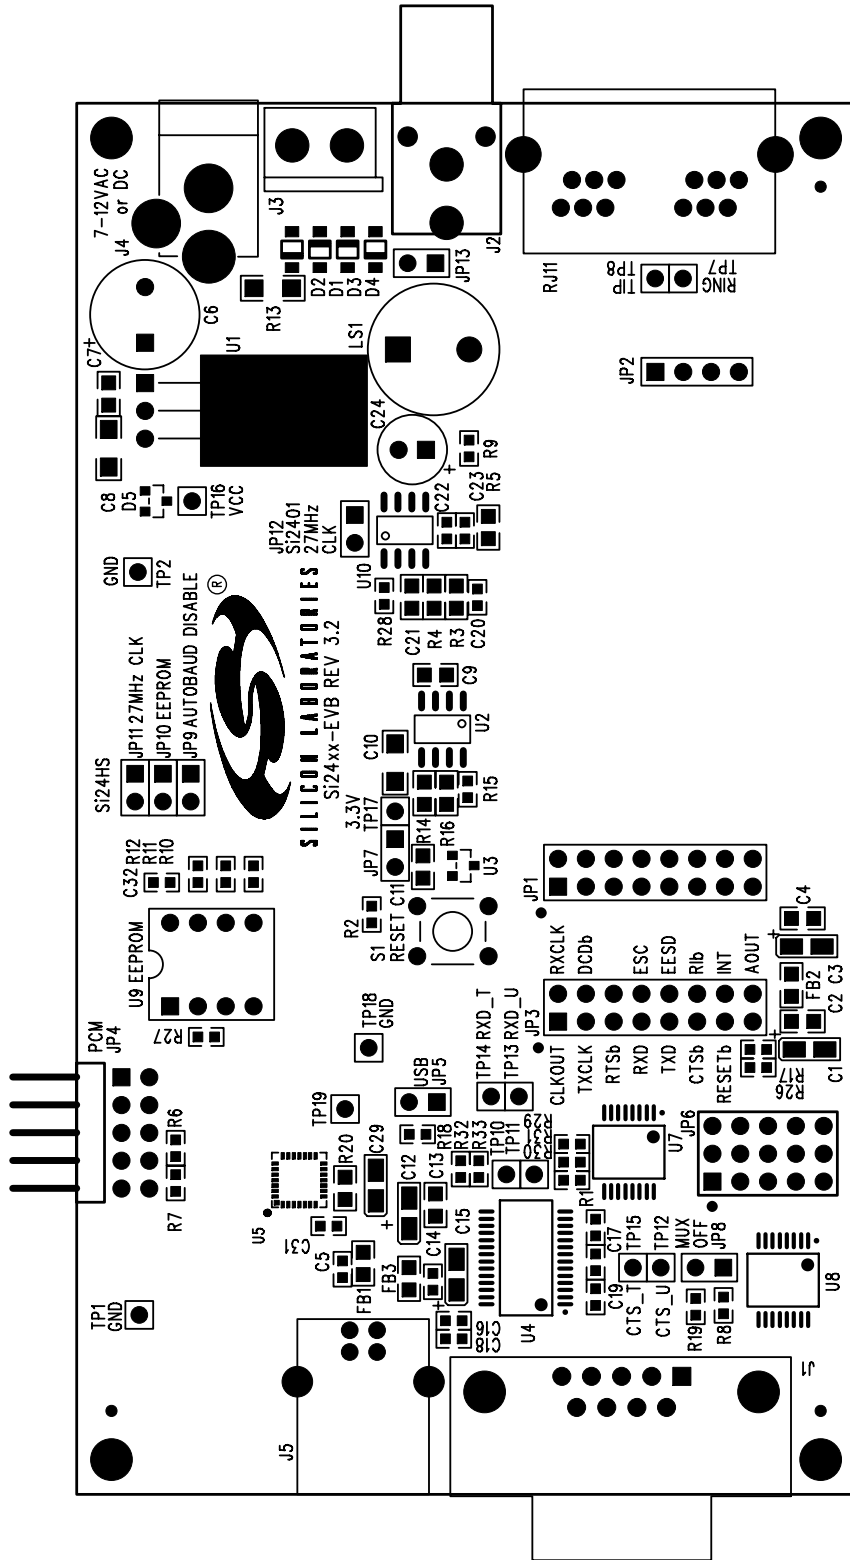 7-12VAC
or DC
J4
J3
J2
RJ11
TIP
TP8
RING
TP7
JP13
D2
D1
D3
D4
R13
C6
C7
+
U1
LS1
C24
JP2
+
R9
C22
C23
R5
C8
D5
TP16
VCC
JP12
Si2401
27MHz
CLK
U10
GND
TP2
R28
C21
R4
R3
C20
®
SILICON LABORATORIES
Si24xx-EVB REV 3.2
Si24HS
JP11 27MHz CLK
JP10 EEPROM
JP9 AUTOBAUD DISABLE
C9
U2
C10
3.3V
TP17
R15
R14
R16
JP7
C11
U3
C32
R12
R11
R10
U9 EEPROM
R27
R2
S1
RESET
JP1
C4
+
C3
FB2
C2
+
C1
R17
R26
RXCLK
DCDb
ESC
EESD
RIb
INT
AOUT
JP3
CLKOUT
TXCLK
RTSb
RXD
TXD
CTSb
RESETb
TP18
GND
TP14 RXD_T
TP13 RXD_U
PCM
JP4
USB
JP5
TP19
R6
R7
R20
C29
R18
R32
R33
TP10
TP11
R29
R31
R30
R1
U7
JP6
U5
C31
C5
FB1
C12
+
C13
FB3
C14
C15
+
C16
C18
U4
C17
C19
TP15
TP12
CTS_T
CTS_U
MUX
OFF
JP8
R19
R8
U8
TP1
GND
J5
J1